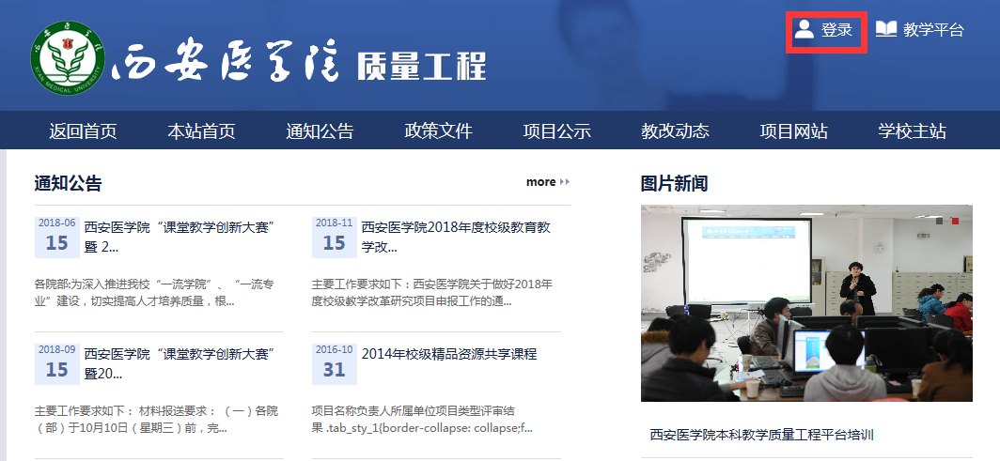 西安医学院 质量工程
登录
教学平台
返回首页
本站首页
通知公告
政策文件
项目公示
教改动态
项目网站
学校主站
通知公告
more
2018-06
15
西安医学院“课堂教学创新大赛”
暨 2...
各院部:为深入推进我校“一流学院”、“一流专
业”建设，切实提高人才培养质量，根...
2018-11
15
西安医学院2018年度校级教育教
学改...
主要工作要求如下：西安医学院关于做好2018年
度校级教学改革研究项目申报工作的通...
2018-09
15
西安医学院“课堂教学创新大赛”
暨20...
主要工作要求如下： 材料报送要求： （一）各院
（部）于10月10日（星期三）前，完...
2016-10
31
2014年校级精品资源共享课程
项目名称负责人所属单位项目类型评审结
果 .tab_sty_1{border-collapse: collapse;f...
图片新闻
西安医学院本科教学质量工程平台培训